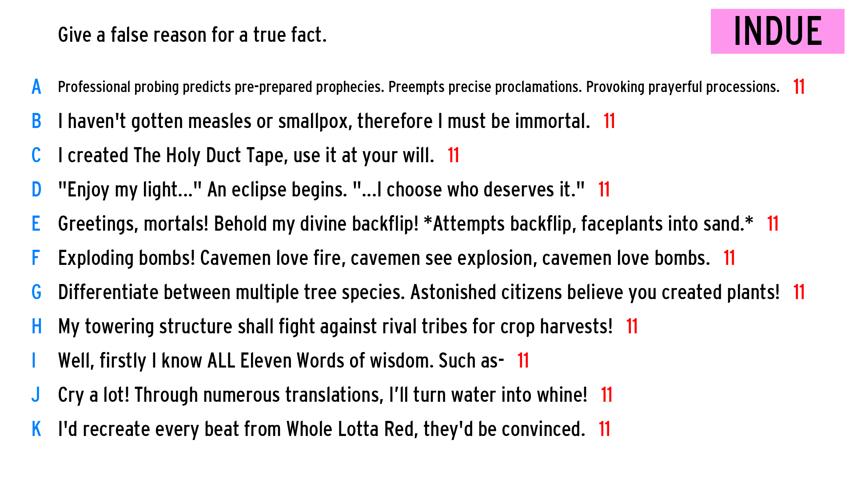 Give a false reason for a true fact.
INDUE
A Professional probing predicts pre-prepared prophecies. Preempts precise proclamations. Provoking prayerful processions. 11
B I haven't gotten measles or smallpox, therefore I must be immortal. 11
C I created The Holy Duct Tape, use it at your will. 11
D "Enjoy my light..." An eclipse begins. "...I choose who deserves it." 11
E Greetings, mortals! Behold my divine backflip! *Attempts backflip, faceplants into sand.* 11
F Exploding bombs! Cavemen love fire, cavemen see explosion, cavemen love bombs. 11
G Differentiate between multiple tree species. Astonished citizens believe you created plants! 11
H My towering structure shall fight against rival tribes for crop harvests! 11
I Well, firstly I know ALL Eleven Words of wisdom. Such as- 11
J Cry a lot! Through numerous translations, I’ll turn water into whine! 11
K I'd recreate every beat from Whole Lotta Red, they'd be convinced. 11